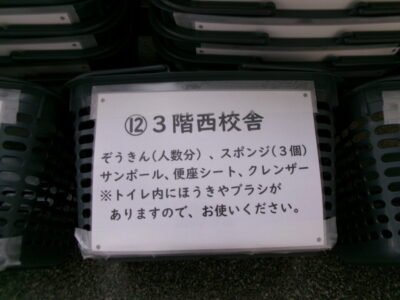 ⑫３階西校舎
ぞうきん(人数分)、スポンジ(３個)
サンポール、便座シート、クレンザー
※トイレ内にほうきやブラシが
ありますので、お使いください。